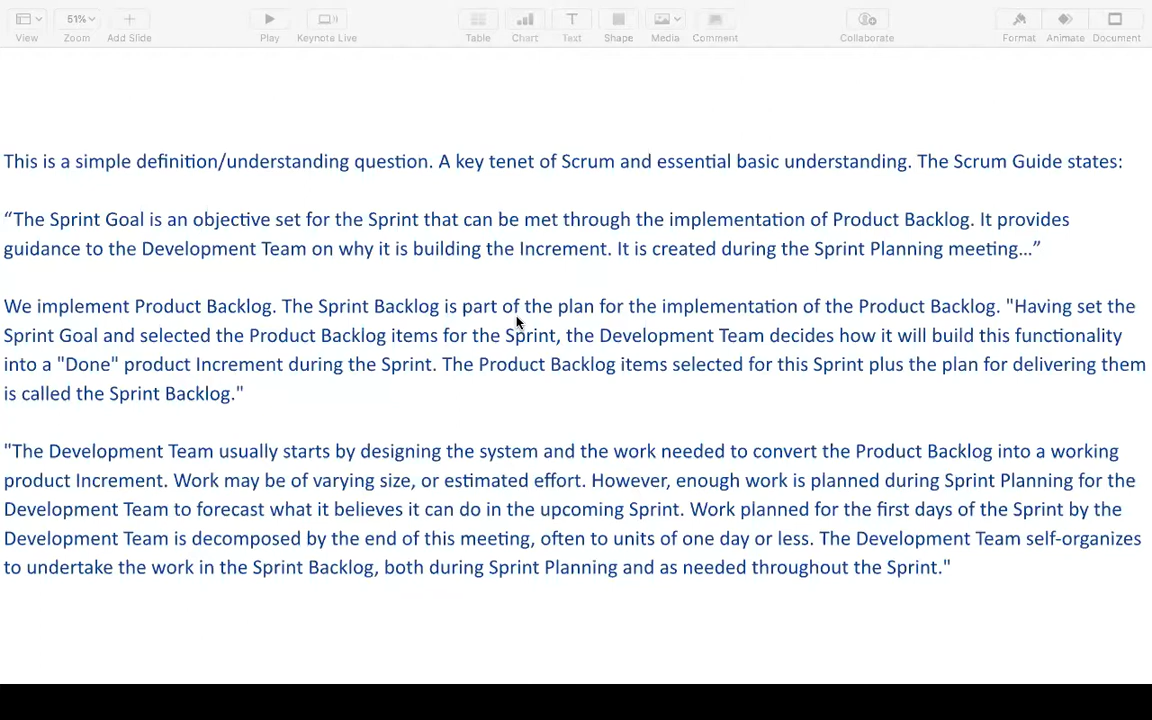 51%
View
Zoom
Add Slide
Play
Keynote Live
Table
Chart
Text
Shape
Media
Comment
Collaborate
Format
Animate
Document
This is a simple definition/understanding question. A key tenet of Scrum and essential basic understanding. The Scrum Guide states:
“The Sprint Goal is an objective set for the Sprint that can be met through the implementation of Product Backlog. It provides
guidance to the Development Team on why it is building the Increment. It is created during the Sprint Planning meeting...”
We implement Product Backlog. The Sprint Backlog is part of the plan for the implementation of the Product Backlog. "Having set the
Sprint Goal and selected the Product Backlog items for the Sprint, the Development Team decides how it will build this functionality
into a "Done" product Increment during the Sprint. The Product Backlog items selected for this Sprint plus the plan for delivering them
is called the Sprint Backlog."
"The Development Team usually starts by designing the system and the work needed to convert the Product Backlog into a working
product Increment. Work may be of varying size, or estimated effort. However, enough work is planned during Sprint Planning for the
Development Team to forecast what it believes it can do in the upcoming Sprint. Work planned for the first days of the Sprint by the
Development Team is decomposed by the end of this meeting, often to units of one day or less. The Development Team self-organizes
to undertake the work in the Sprint Backlog, both during Sprint Planning and as needed throughout the Sprint."